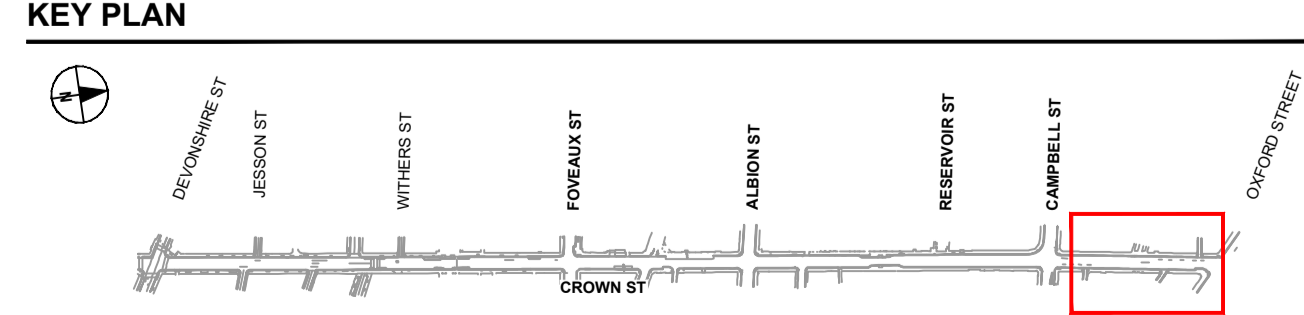 KEY PLAN
N
DEVONSHIRE ST
JESSON ST
WITHERS ST
FOVEAUX ST
ALBION ST
RESERVOIR ST
CAMPBELL ST
OXFORD STREET
CROWN ST